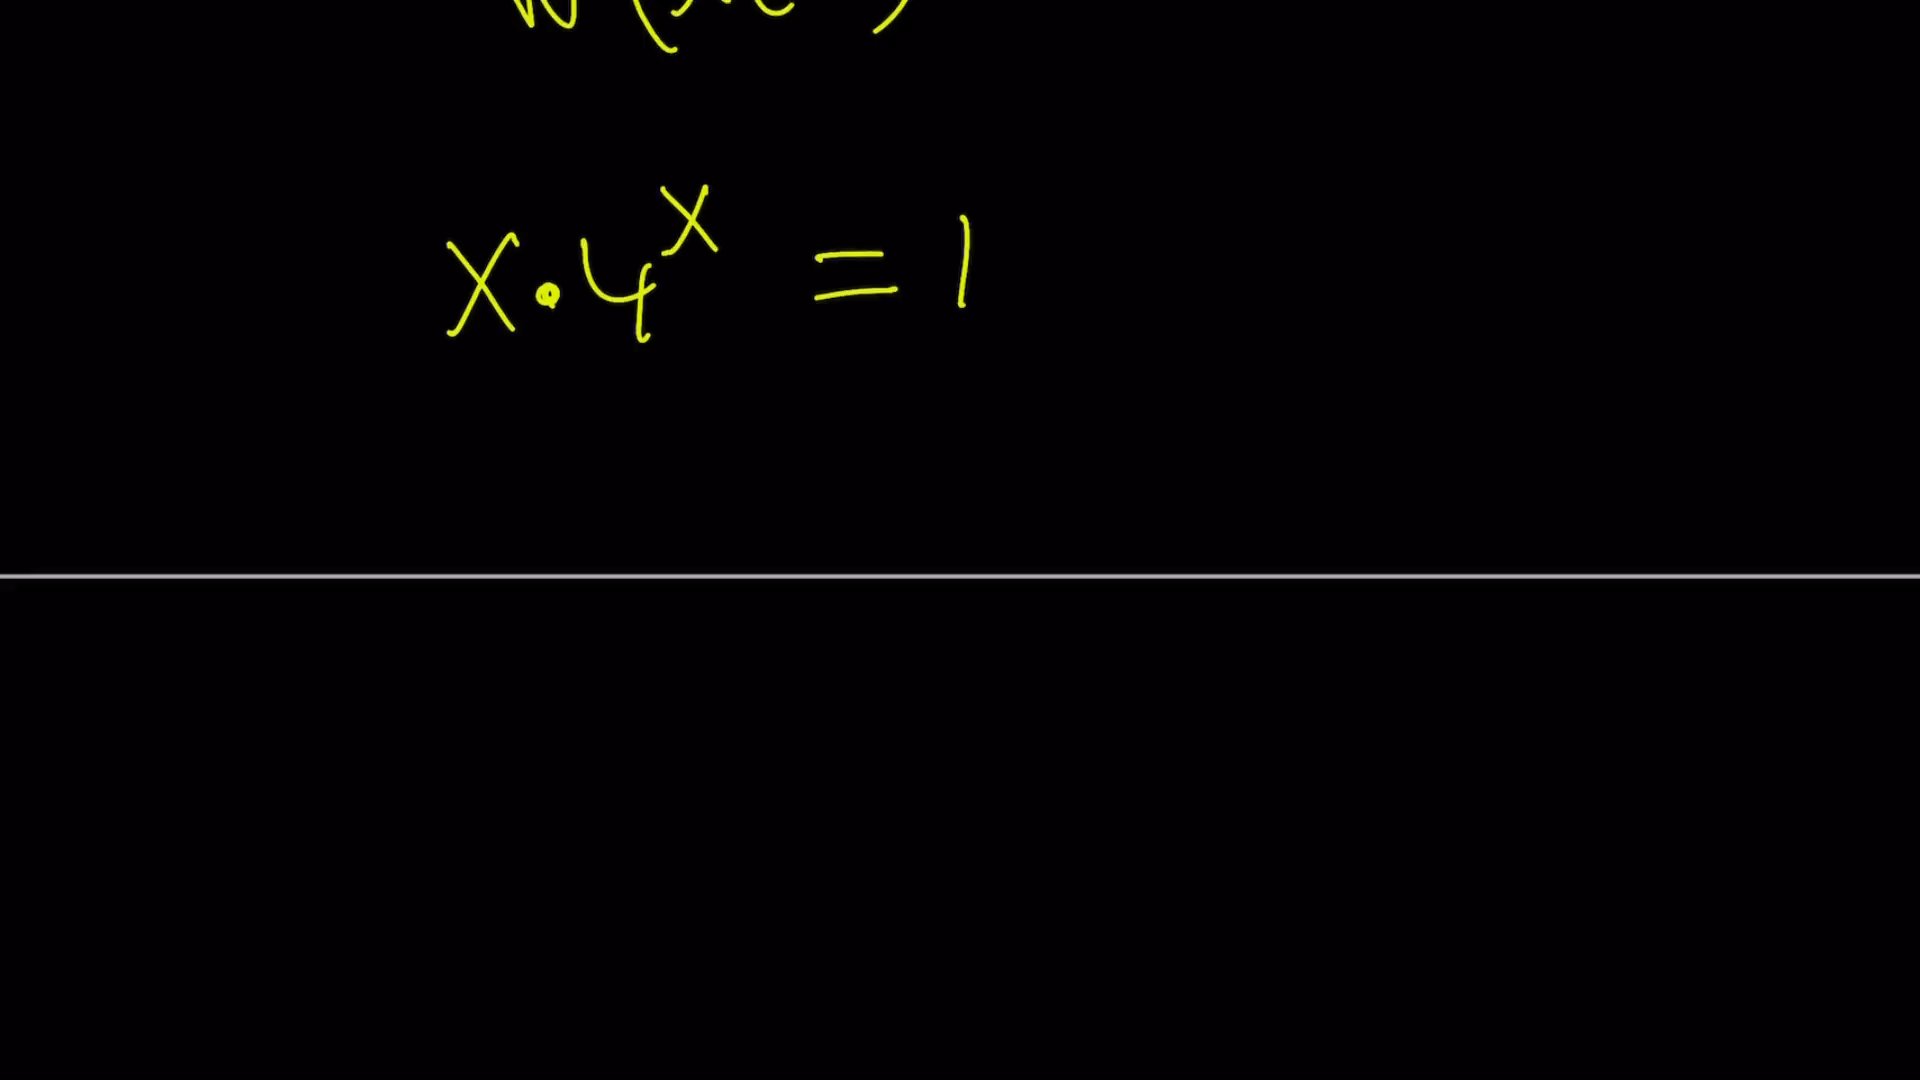 x · 4^x = 1